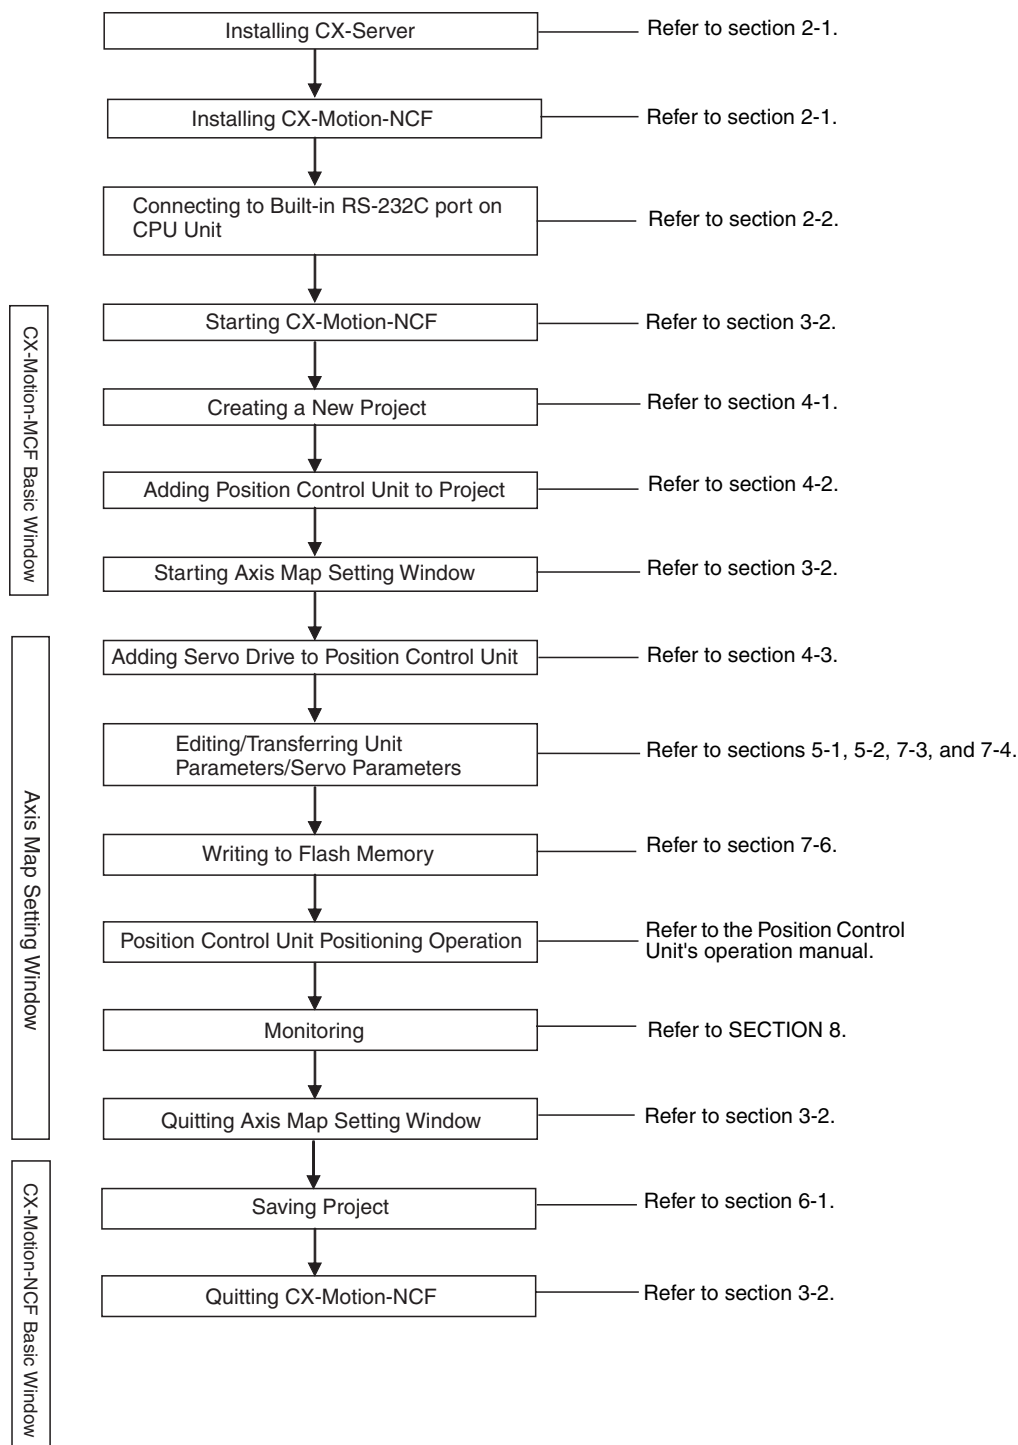 Installing CX-Server
Refer to section 2-1.
Installing CX-Motion-NCF
Refer to section 2-1.
Connecting to Built-in RS-232C port on
CPU Unit
Refer to section 2-2.
CX-Motion-MCF Basic Window
Starting CX-Motion-NCF
Refer to section 3-2.
Creating a New Project
Refer to section 4-1.
Adding Position Control Unit to Project
Refer to section 4-2.
Starting Axis Map Setting Window
Refer to section 3-2.
Axis Map Setting Window
Adding Servo Drive to Position Control Unit
Refer to section 4-3.
Editing/Transferring Unit
Parameters/Servo Parameters
Refer to sections 5-1, 5-2, 7-3, and 7-4.
Writing to Flash Memory
Refer to section 7-6.
Position Control Unit Positioning Operation
Refer to the Position Control
Unit's operation manual.
Monitoring
Refer to SECTION 8.
Quitting Axis Map Setting Window
Refer to section 3-2.
CX-Motion-NCF Basic Window
Saving Project
Refer to section 6-1.
Quitting CX-Motion-NCF
Refer to section 3-2.